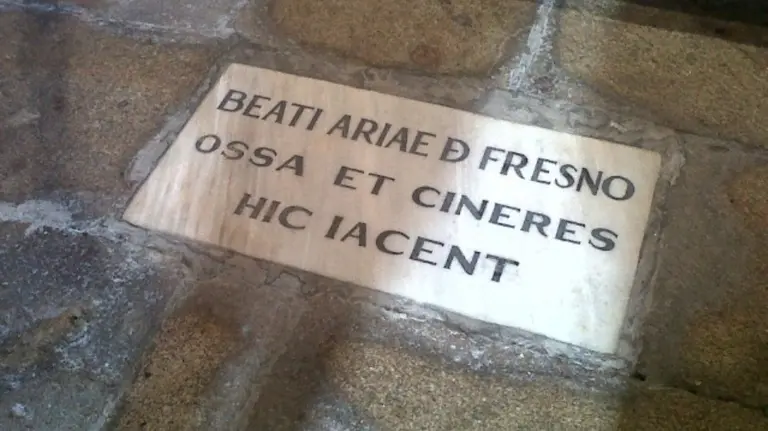 BEATI ARIAE Đ FRESNO
OSSA ET CINERES
HIC IACENT